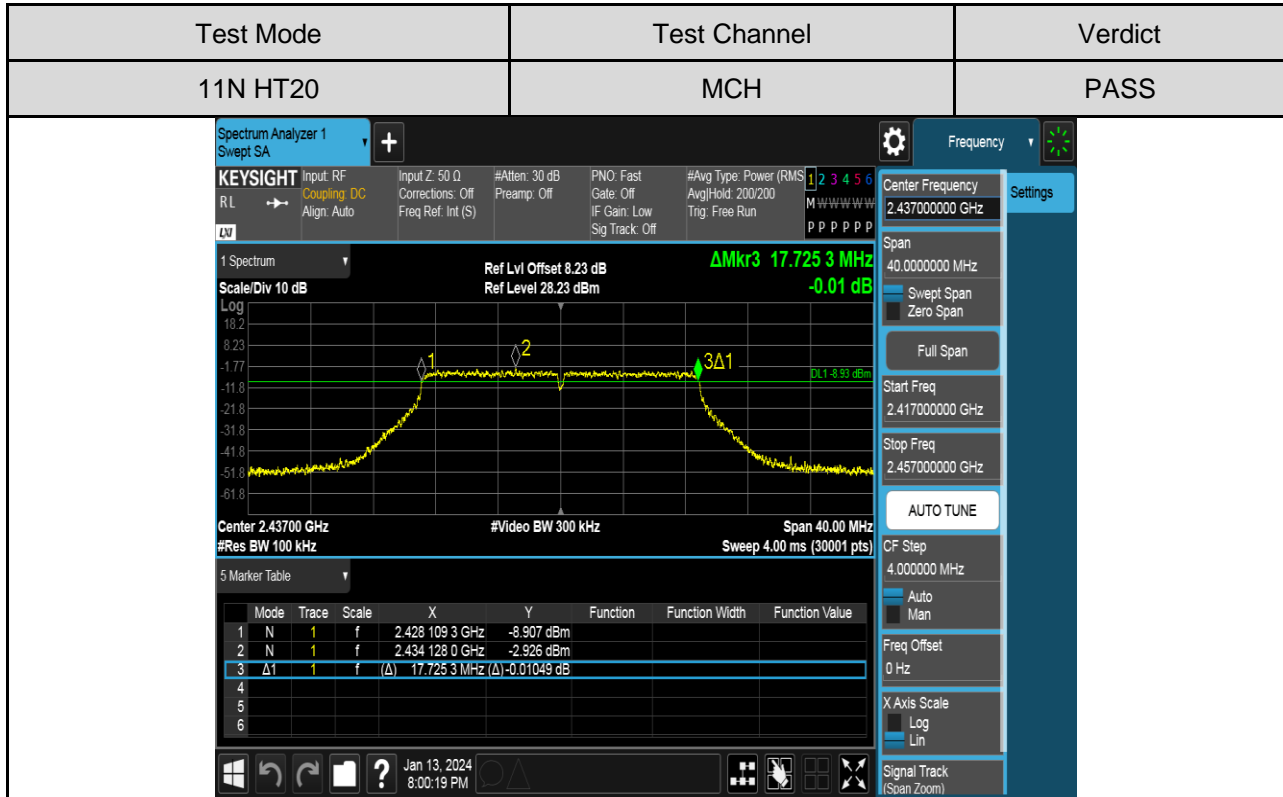 Test Mode Test Channel Verdict
11N HT20 MCH PASS
Spectrum Analyzer 1
Swept SA
+
Frequency
KEYSIGHT
RL
LXI
Input: RF
Coupling: DC
Align: Auto
Input Z: 50 Ω
Corrections: Off
Freq Ref: Int (S)
#Atten: 30 dB
Preamp: Off
PNO: Fast
Gate: Off
IF Gain: Low
Sig Track: Off
#Avg Type: Power (RMS
Avg|Hold: 200/200
Trig: Free Run
1 2 3 4 5 6
M W W W W W
P P P P P P
Center Frequency
2.437000000 GHz
Settings
Span
40.0000000 MHz
Swept Span
Zero Span
Full Span
Start Freq
2.417000000 GHz
Stop Freq
2.457000000 GHz
AUTO TUNE
CF Step
4.000000 MHz
Auto
Man
Freq Offset
0 Hz
X Axis Scale
Log
Lin
Signal Track
(Span Zoom)
1 Spectrum
Scale/Div 10 dB
Ref Lvl Offset 8.23 dB
Ref Level 28.23 dBm
ΔMkr3 17.725 3 MHz
-0.01 dB
Log
18.2
8.23
-1.77
-11.8
-21.8
-31.8
-41.8
-51.8
-61.8
1
2
3Δ1
DL1 -8.93 dBm
Center 2.43700 GHz #Video BW 300 kHz Span 40.00 MHz
#Res BW 100 kHz Sweep 4.00 ms (30001 pts)
5 Marker Table
Mode Trace Scale X Y Function Function Width Function Value
1 N 1 f 2.428 109 3 GHz -8.907 dBm
2 N 1 f 2.434 128 0 GHz -2.926 dBm
3 Δ1 1 f (Δ) 17.725 3 MHz (Δ) -0.01049 dB
4
5
6
?
Jan 13, 2024
8:00:19 PM